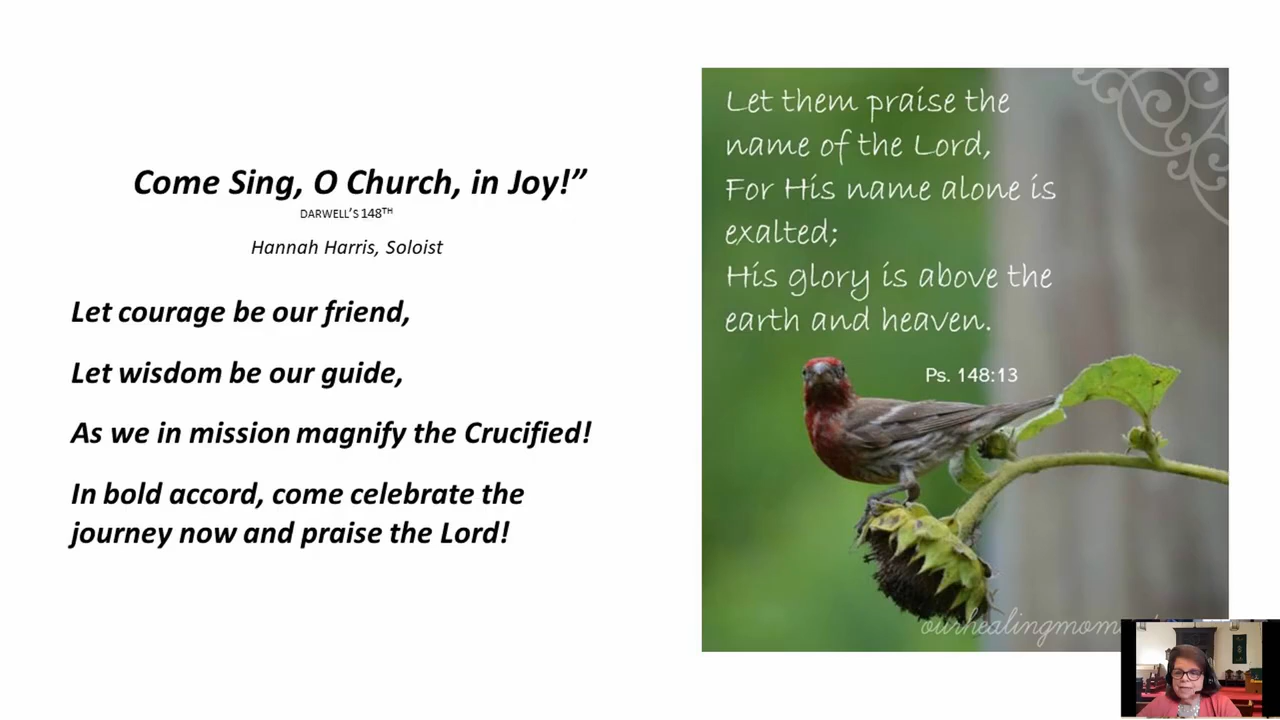 Come Sing, O Church, in Joy!”
DARWELL’S 148TH
Hannah Harris, Soloist
Let courage be our friend,
Let wisdom be our guide,
As we in mission magnify the Crucified!
In bold accord, come celebrate the
journey now and praise the Lord!
Let them praise the
name of the Lord,
For His name alone is
exalted;
His glory is above the
earth and heaven.
Ps. 148:13